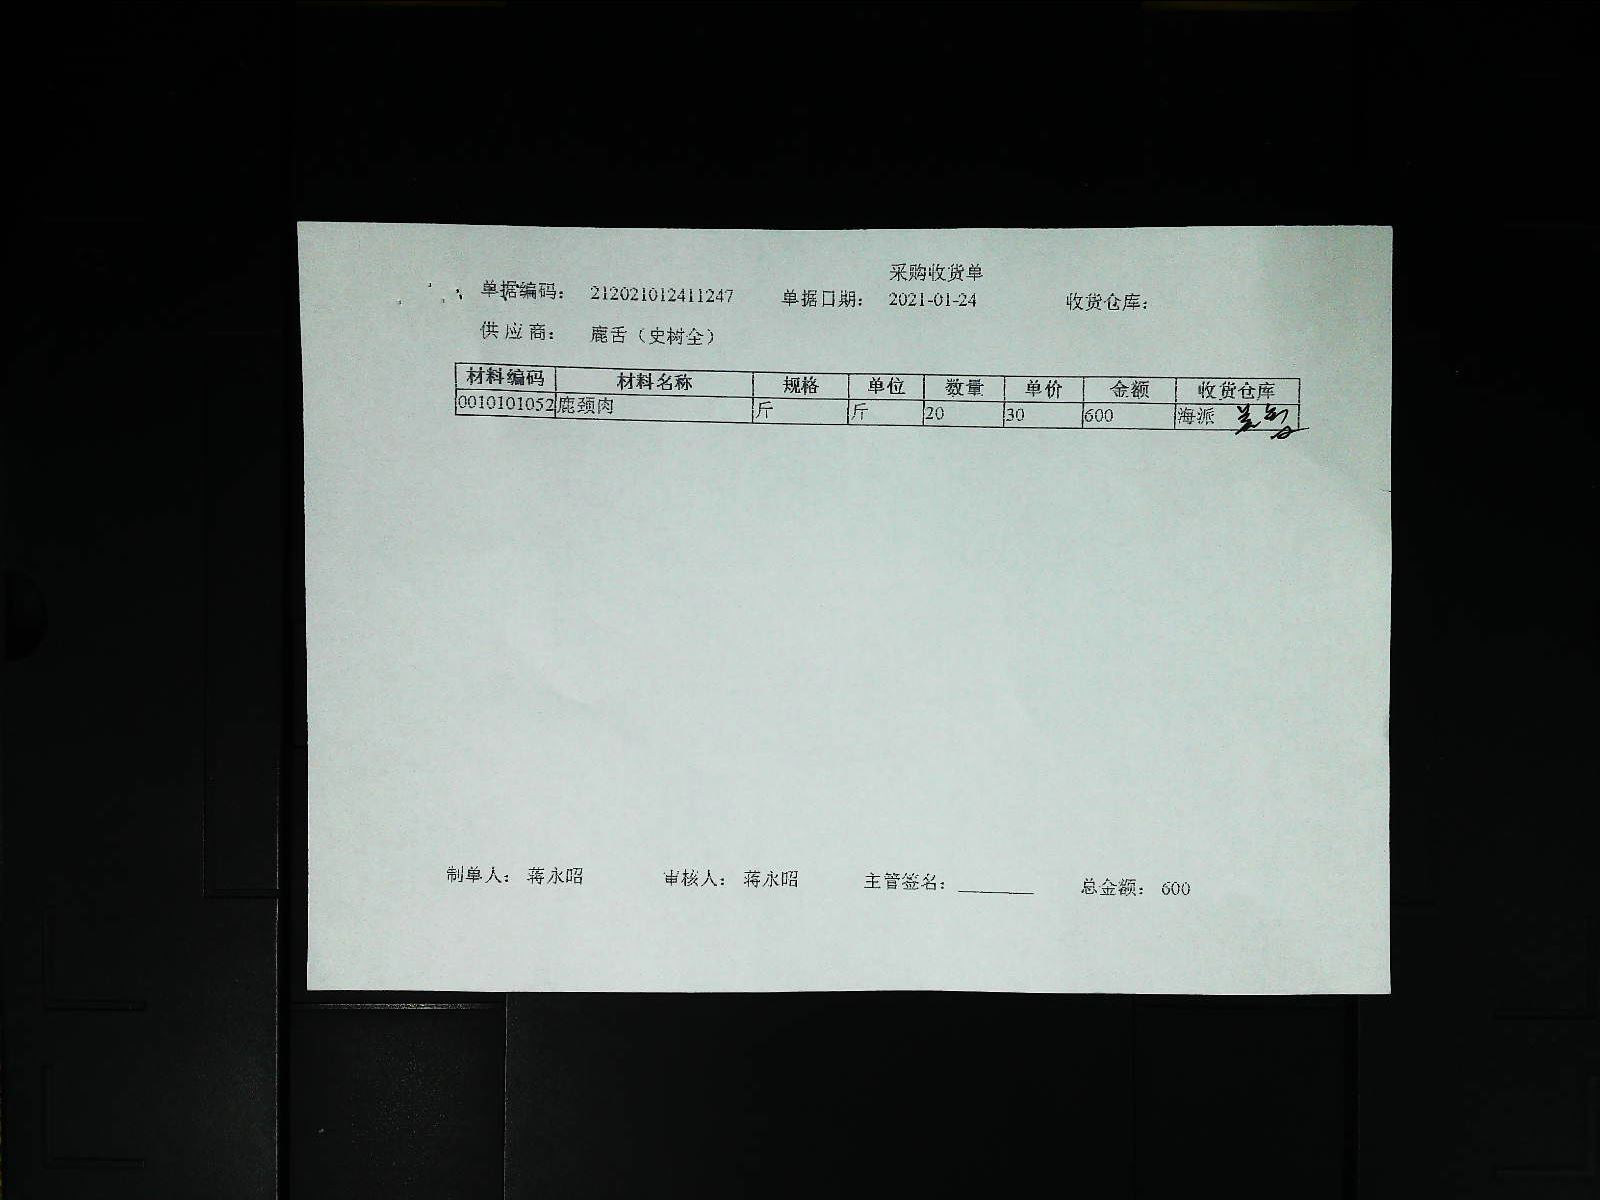 采购收货单
单据编码： 212021012411247 单据日期： 2021-01-24 收货仓库：
供应商： 鹿舌（史树全）
材料编码 材料名称 规格 单位 数量 单价 金额 收货仓库
0010101052 鹿颈肉 斤 斤 20 30 600 海派
制单人： 蒋永昭 审核人： 蒋永昭 主管签名：________ 总金额： 600